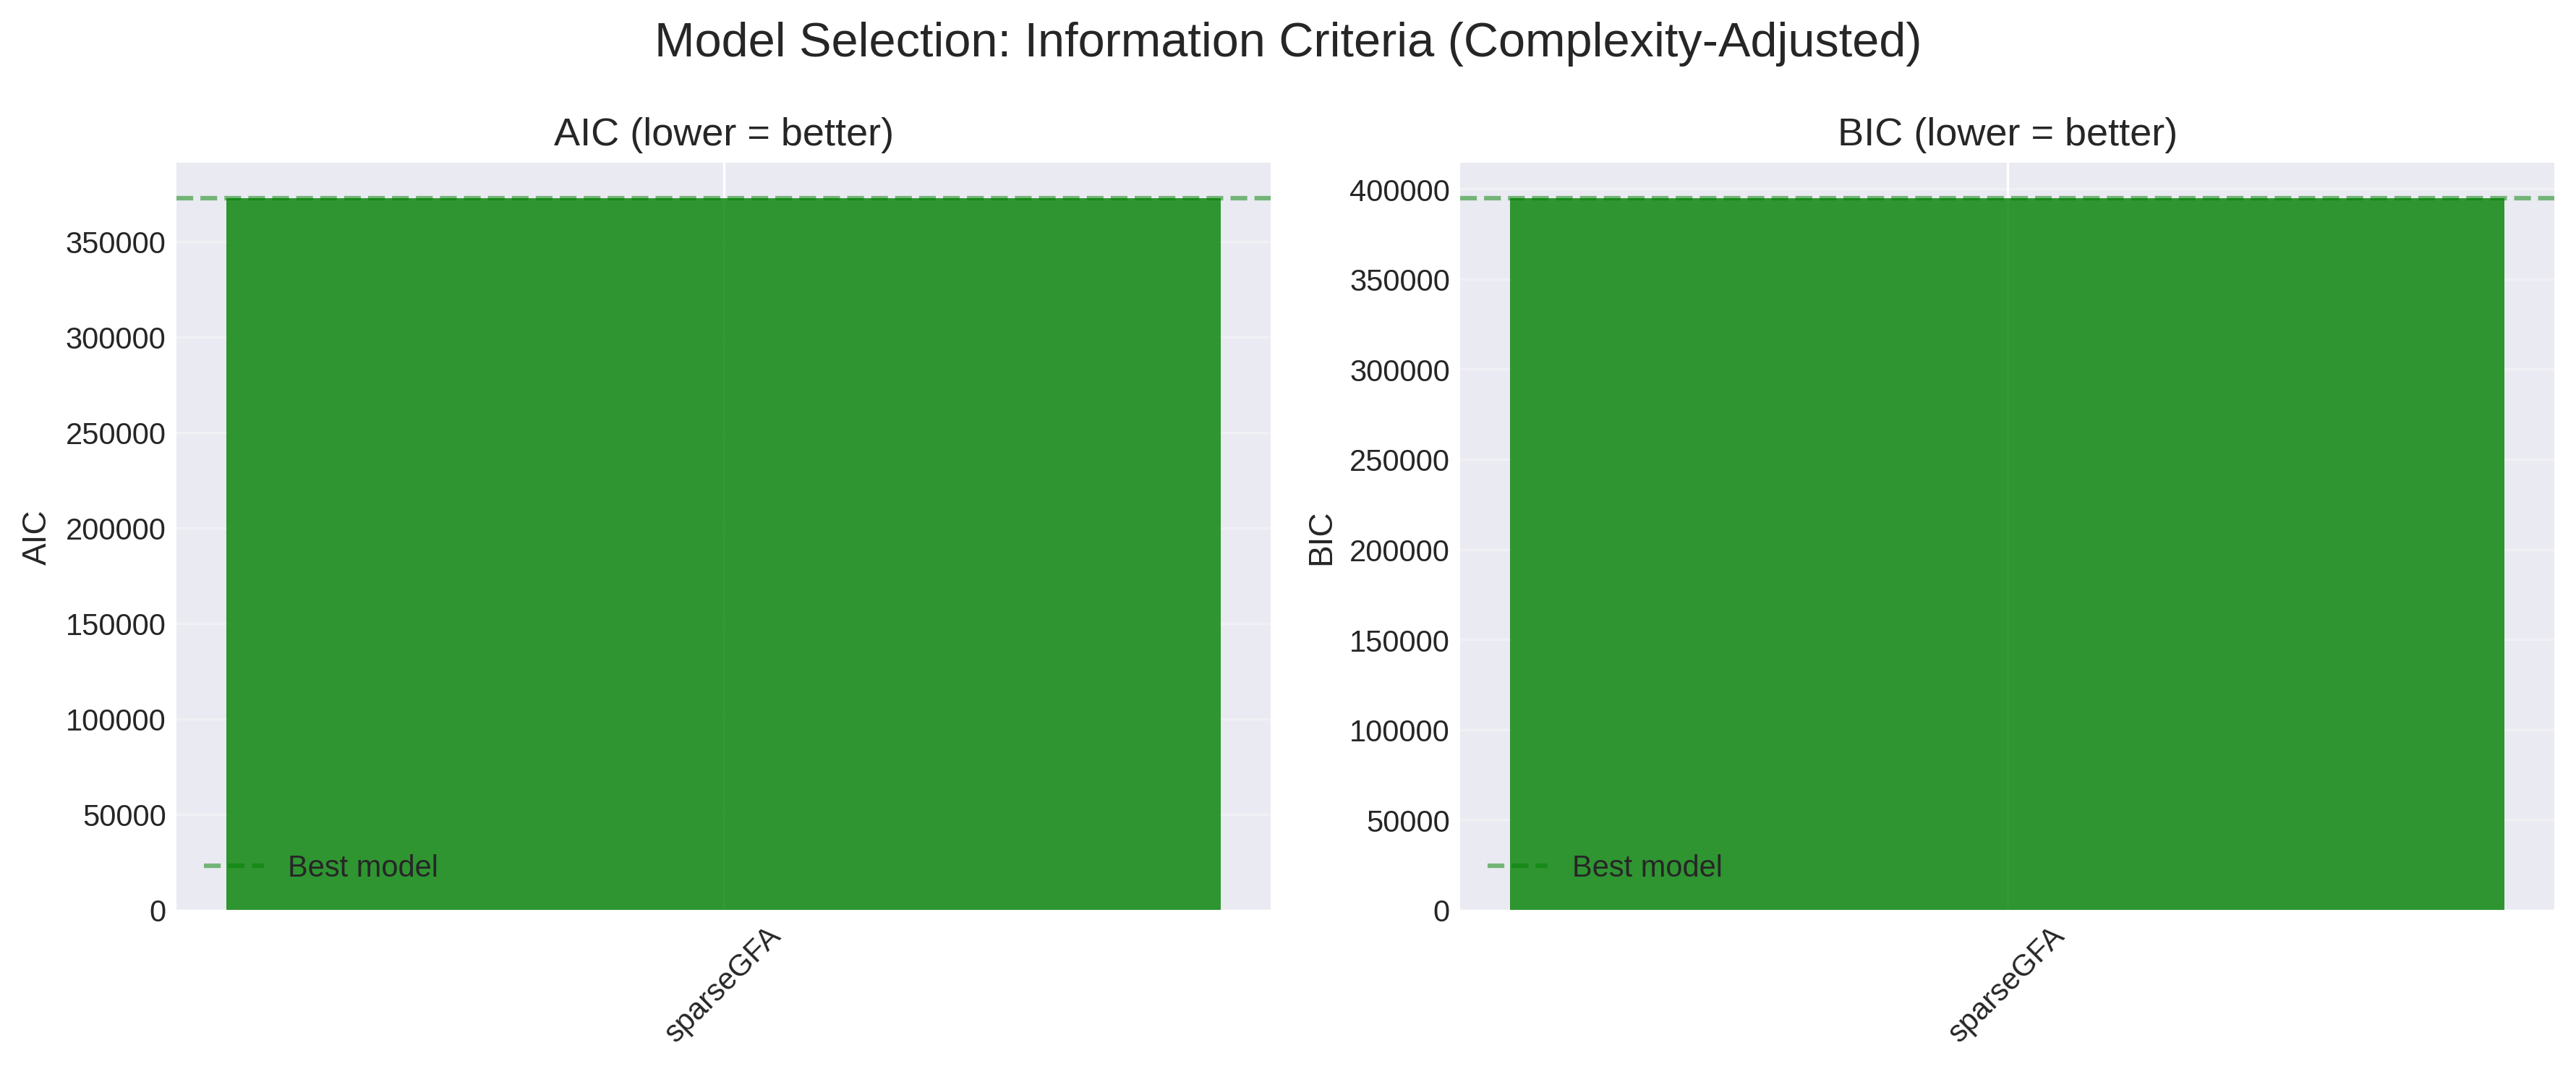 Model Selection: Information Criteria (Complexity-Adjusted)
AIC (lower = better)
350000
300000
250000
200000
150000
100000
50000
0
AIC
Best model
sparseGFA
BIC (lower = better)
400000
350000
300000
250000
200000
150000
100000
50000
0
BIC
Best model
sparseGFA